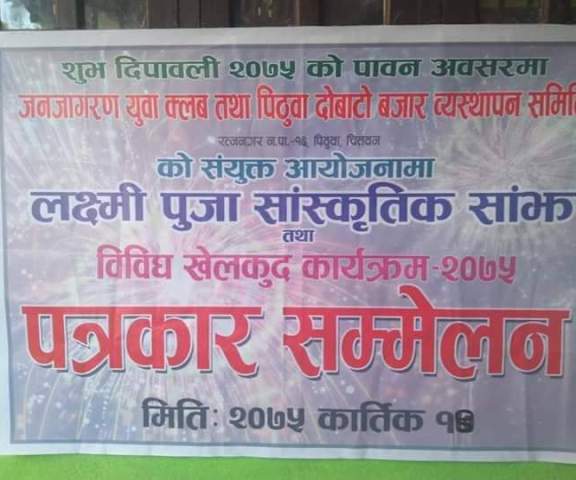 शुभ दिपावली २०७५ को पावन अवसरमा
जनजागरण युवा क्लब तथा पिठुवा दोबाटो बजार व्यस्थापन समिति
रत्ननगर न.पा.-१६, पिठुवा, चितवन
को संयुक्त आयोजनामा
लक्ष्मी पुजा सांस्कृतिक सांझ
तथा
विविध खेलकुद कार्यक्रम-२०७५
पत्रकार सम्मेलन
मिति: २०७५ कार्तिक